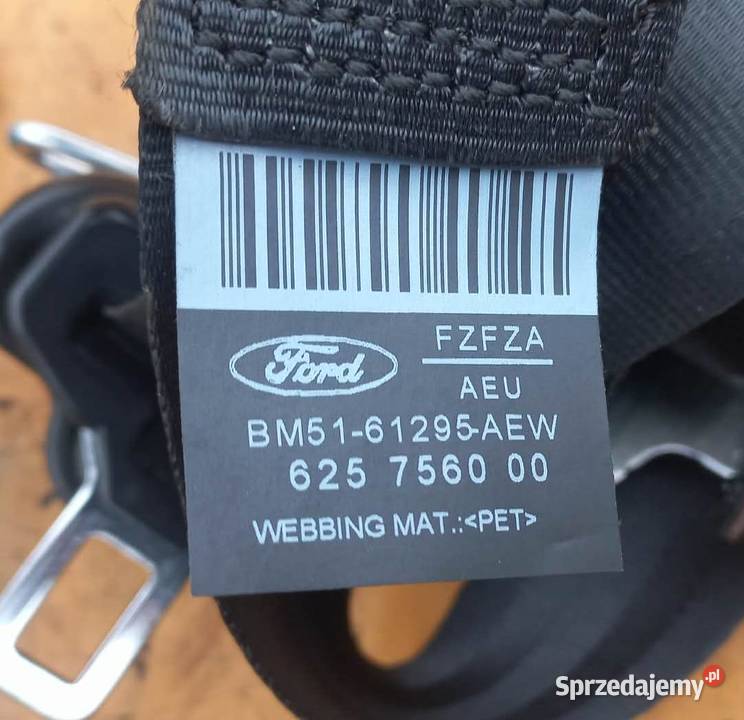 Ford
FZFZA
AEU
BM51-61295-AEW
625 7560 00
WEBBING MAT.:<PET>
Sprzedajemy.pl